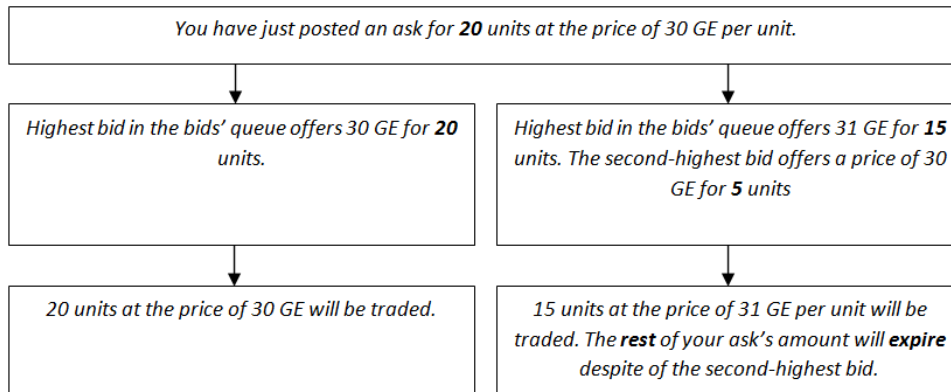 You have just posted an ask for 20 units at the price of 30 GE per unit.
Highest bid in the bids' queue offers 30 GE for 20
units.
Highest bid in the bids' queue offers 31 GE for 15
units. The second-highest bid offers a price of 30
GE for 5 units
20 units at the price of 30 GE will be traded.
15 units at the price of 31 GE per unit will be
traded. The rest of your ask's amount will expire
despite of the second-highest bid.